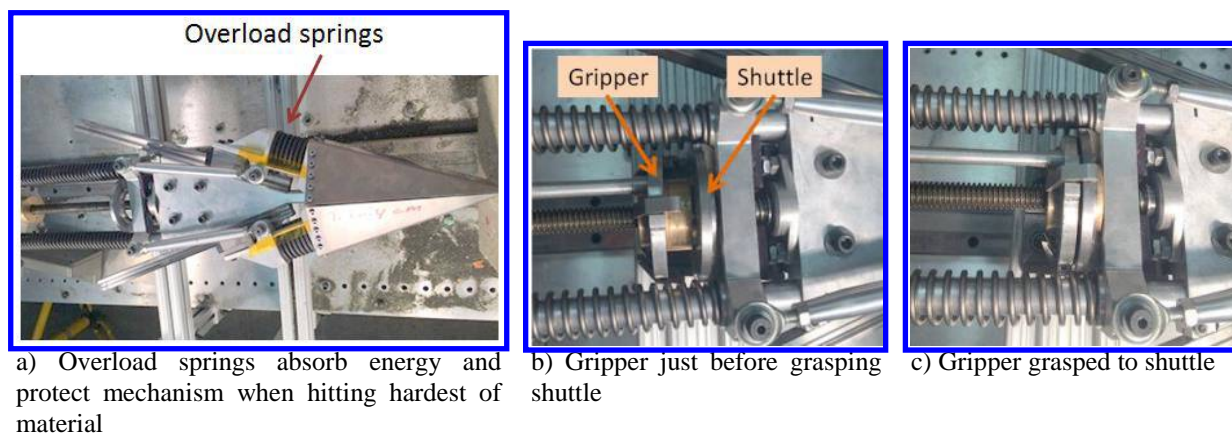 Overload springs
Gripper
Shuttle
a) Overload springs absorb energy and
protect mechanism when hitting hardest of
material
b) Gripper just before grasping
shuttle
c) Gripper grasped to shuttle